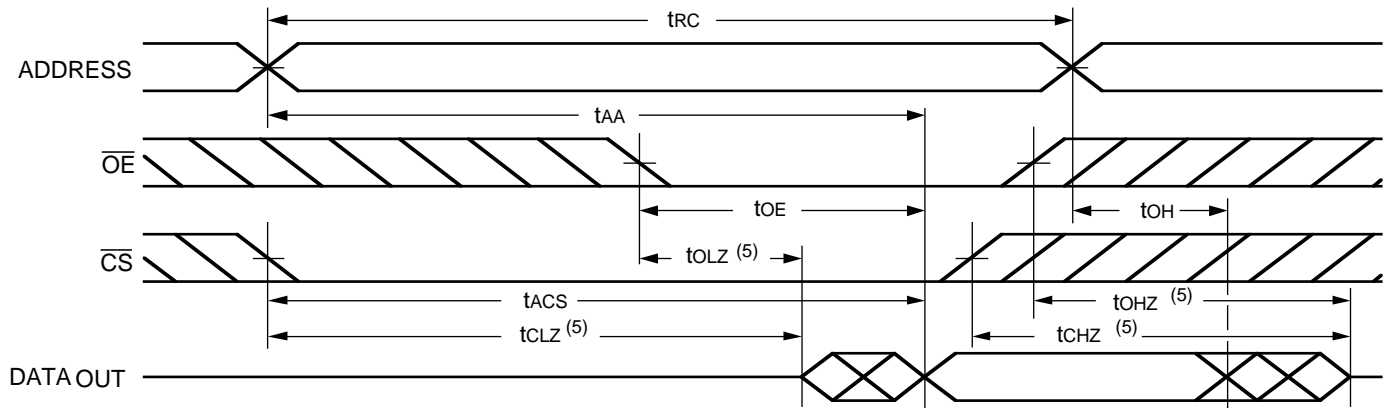 tRC
ADDRESS
tAA
OE
tOE
tOH
CS
tOLZ (5)
tACS
tOHZ (5)
tCLZ (5)
tCHZ (5)
DATA OUT